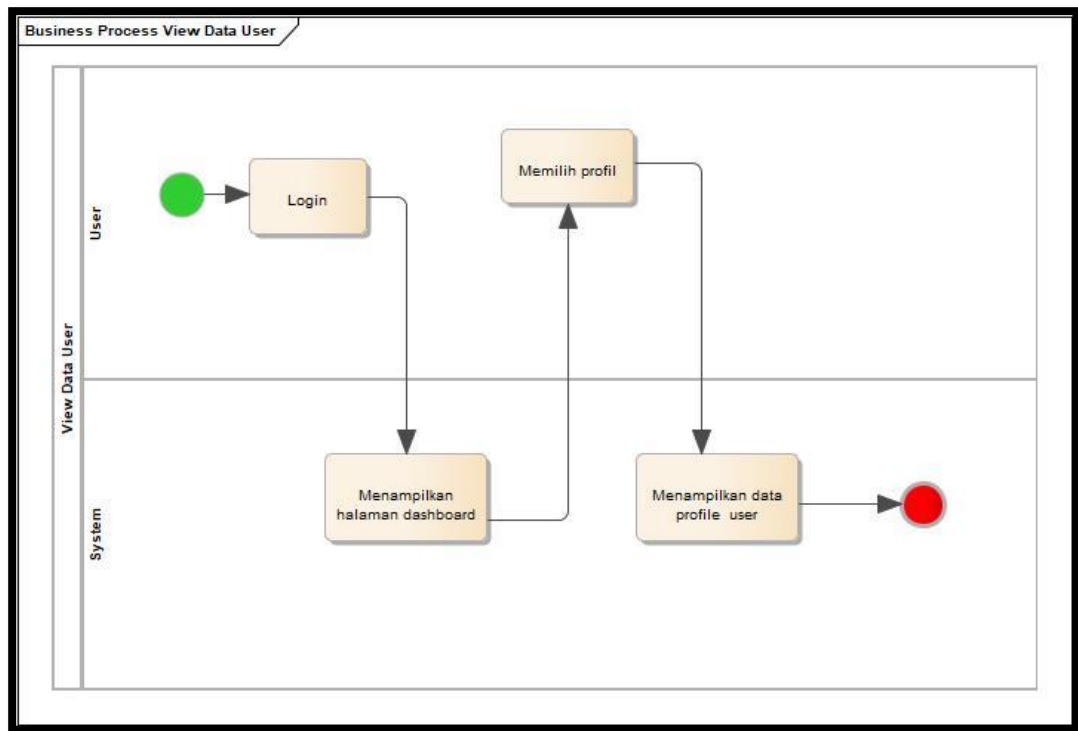 Business Process View Data User
View Data User
User
Login
Memilih profil
System
Menampilkan
halaman dashboard
Menampilkan data
profile user